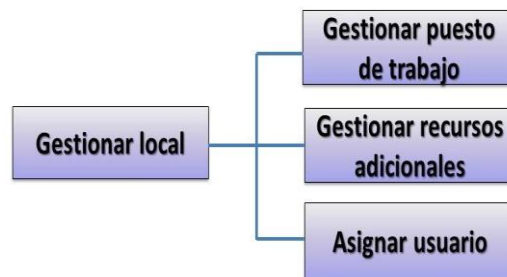 Gestionar puesto
de trabajo
Gestionar local
Gestionar recursos
adicionales
Asignar usuario